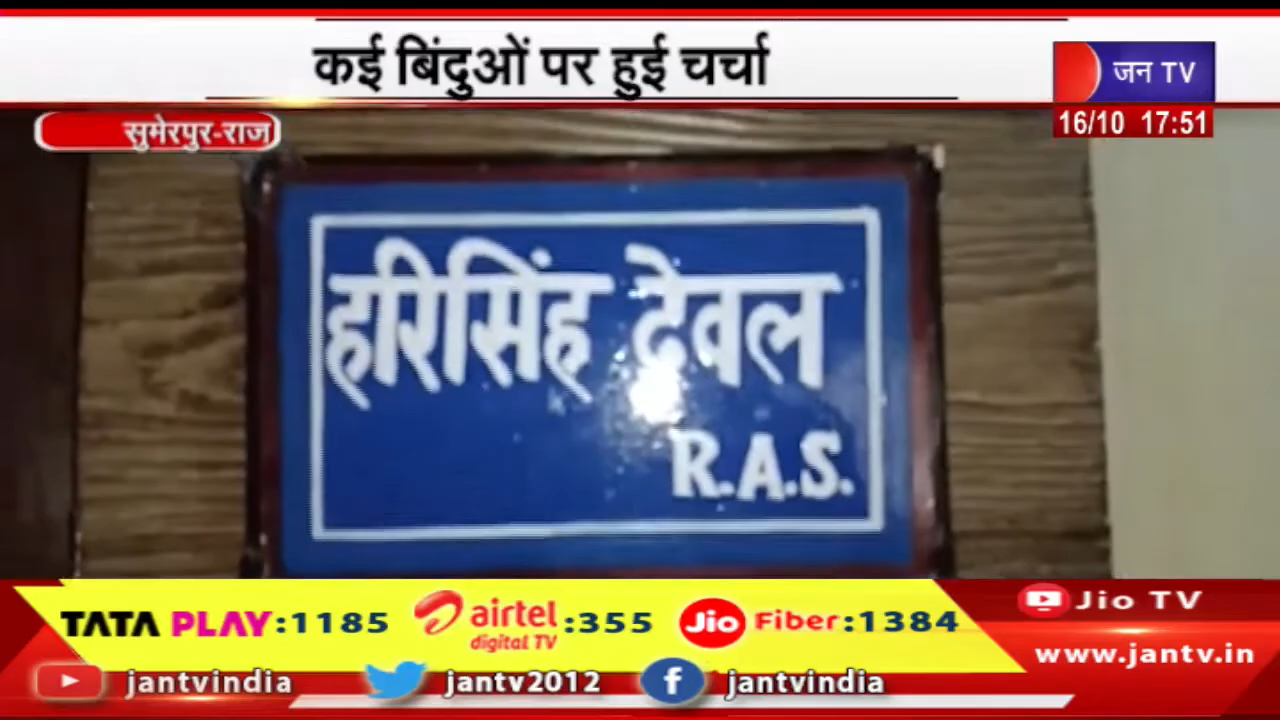 कई बिंदुओं पर हुई चर्चा
जन TV
16/10 17:51
सुमेरपुर-राज
हरिसिंह देवल
R.A.S.
TATA PLAY:1185 airtel digital TV:355 Jio Fiber:1384
Jio TV
www.jantv.in
jantvindia jantv2012 jantvindia